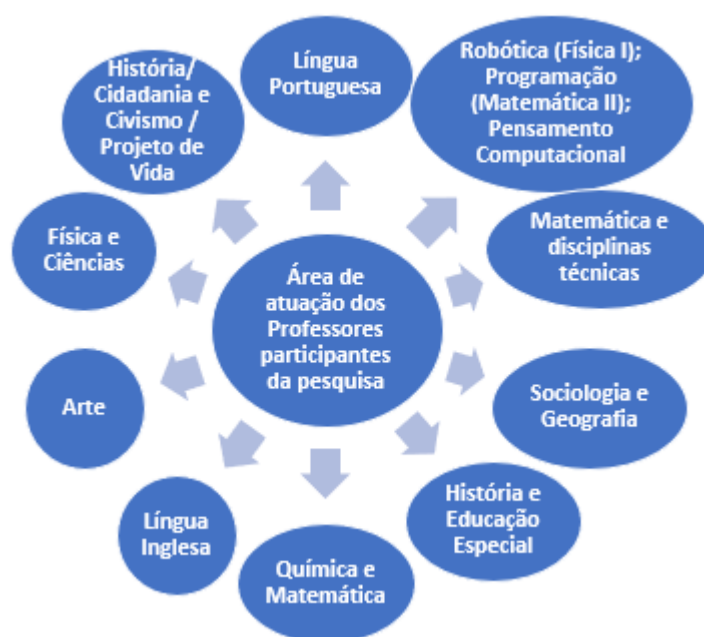 Área de
atuação dos
Professores
participantes
da pesquisa
Língua
Portuguesa
Robótica (Física I);
Programação
(Matemática II);
Pensamento
Computacional
Matemática e
disciplinas
técnicas
Sociologia e
Geografia
História e
Educação
Especial
Química e
Matemática
Língua
Inglesa
Arte
Física e
Ciências
História/
Cidadania e
Civismo /
Projeto de
Vida